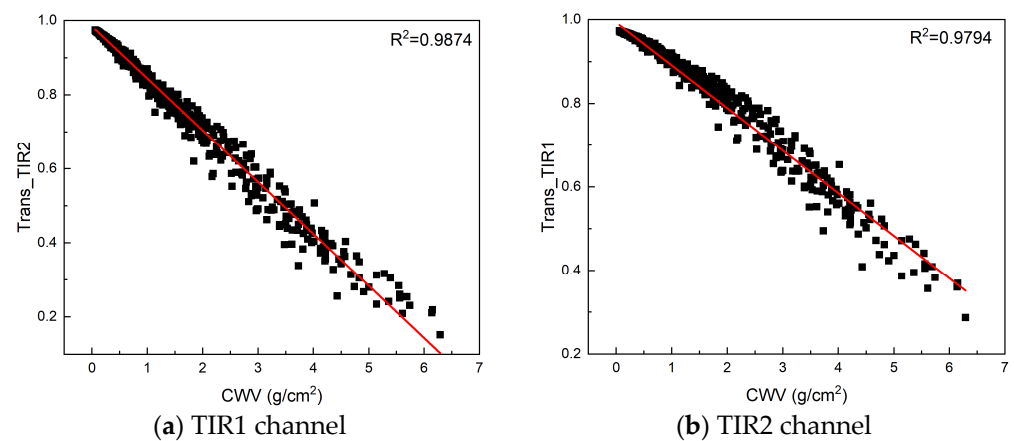 R²=0.9874
Trans_TIR2
1.0
0.8
0.6
0.4
0.2
0 1 2 3 4 5 6 7
CWV (g/cm²)
(a) TIR1 channel
R²=0.9794
Trans_TIR1
1.0
0.8
0.6
0.4
0.2
0 1 2 3 4 5 6 7
CWV (g/cm²)
(b) TIR2 channel